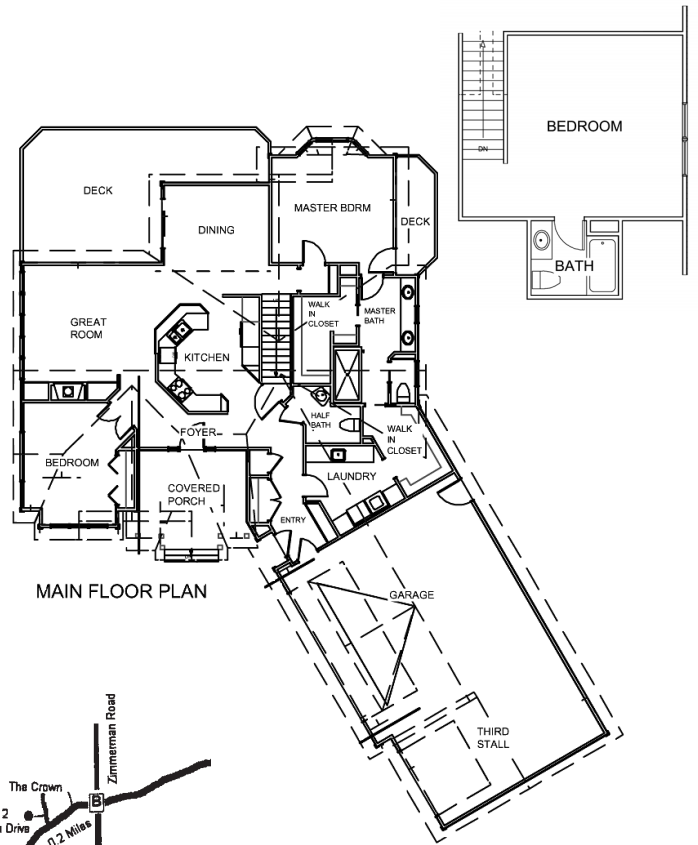 BEDROOM
DN
BATH
DECK
DINING
MASTER BDRM
DECK
GREAT
ROOM
KITCHEN
WALK
IN
CLOSET
MASTER
BATH
FOYER
HALF
BATH
WALK
IN
CLOSET
BEDROOM
COVERED
PORCH
LAUNDRY
ENTRY
MAIN FLOOR PLAN
GARAGE
THIRD
STALL
Zimmerman Road
The Crown
B
2
Drive
0.2 Miles